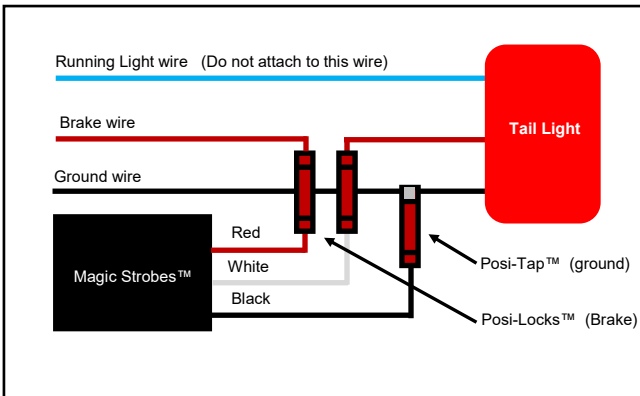 Running Light wire (Do not attach to this wire)
Brake wire
Tail Light
Ground wire
Red
Magic Strobes™
White
Black
Posi-Tap™ (ground)
Posi-Locks™ (Brake)